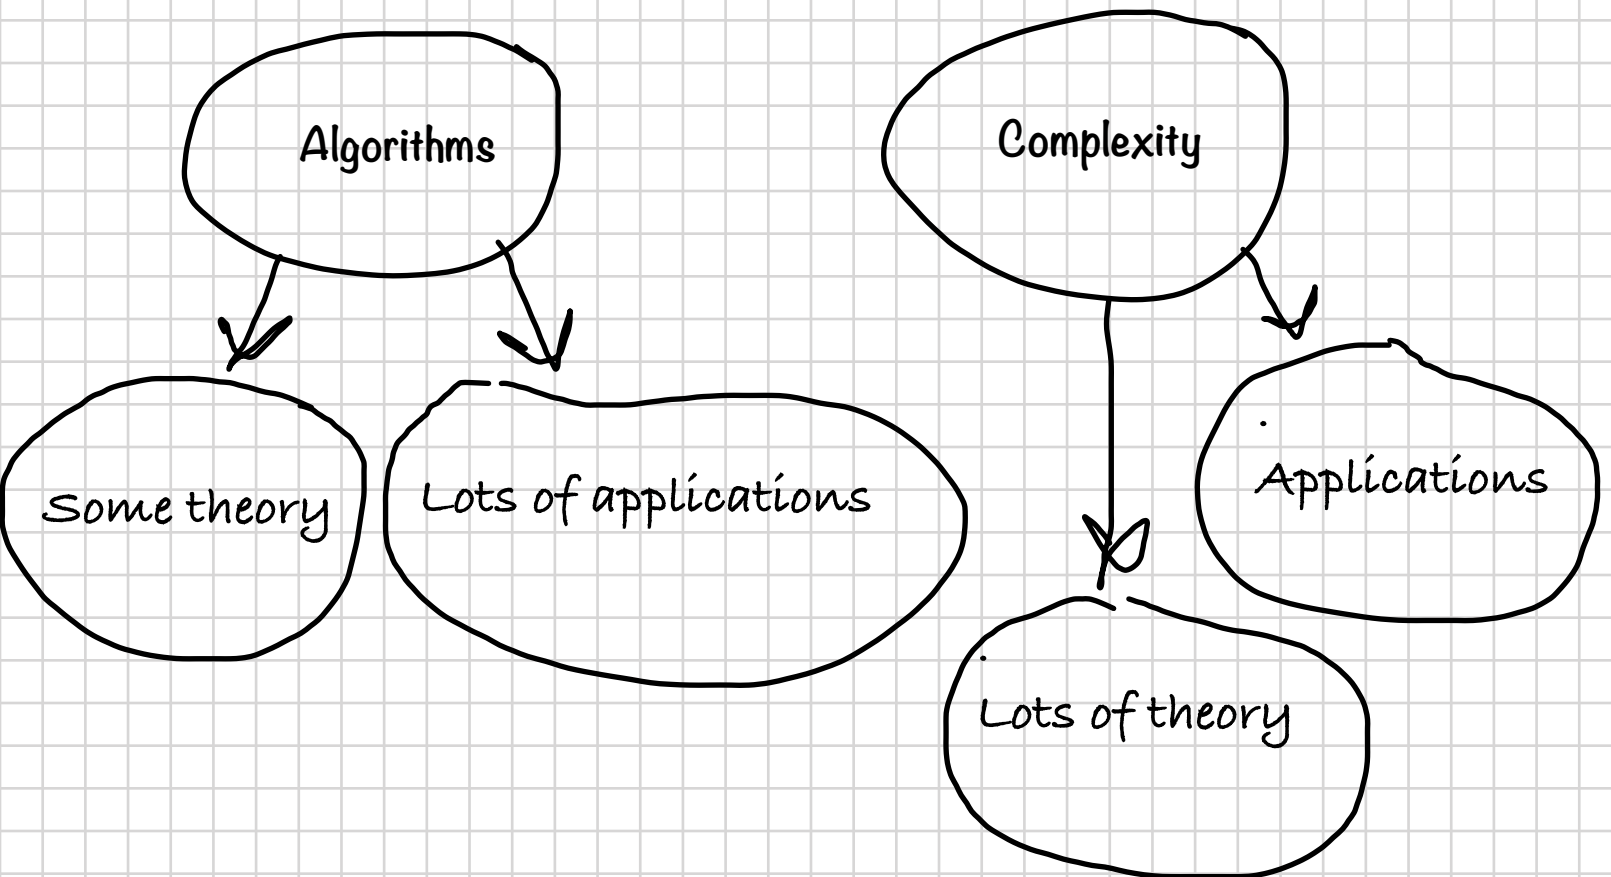 Algorithms
Complexity
Some theory
Lots of applications
Applications
Lots of theory